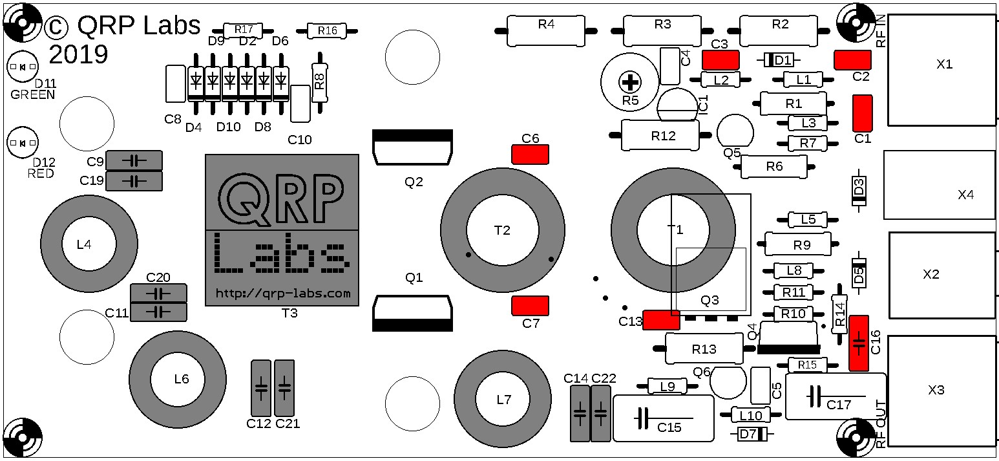 © QRP Labs
2019
R17
R16
D9 D2 D6
R4
R3
R2
RF IN
C3
C4
D1
C2
X1
D11
GREEN
R8
R5
L2
L1
IC1
R1
C8
D4 D10 D8
C10
L3
R12
C1
C6
R7
Q5
D12
RED
C9
C19
Q2
R6
D3
X4
QRP
Labs
http://qrp-labs.com
T3
L4
T2
T1
L5
R9
L8
D5
X2
C20
C11
Q1
R11
Q3
R10
R14
C7
C13
Q4
C16
R13
R15
L6
Q6
C14 C22
L9
C5
X3
L7
C17
C12 C21
C15
L10
D7
RF OUT